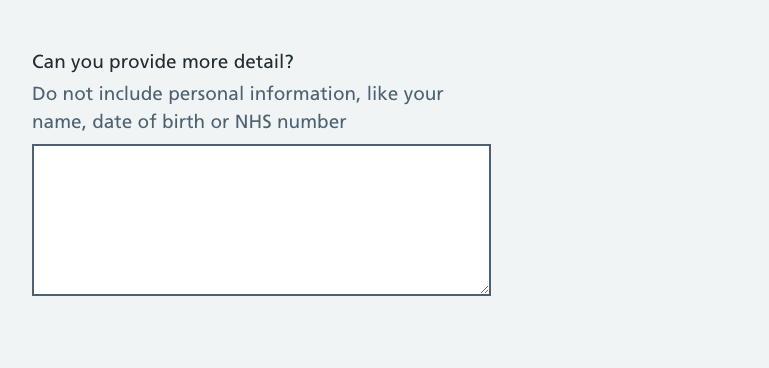 Can you provide more detail?
Do not include personal information, like your
name, date of birth or NHS number